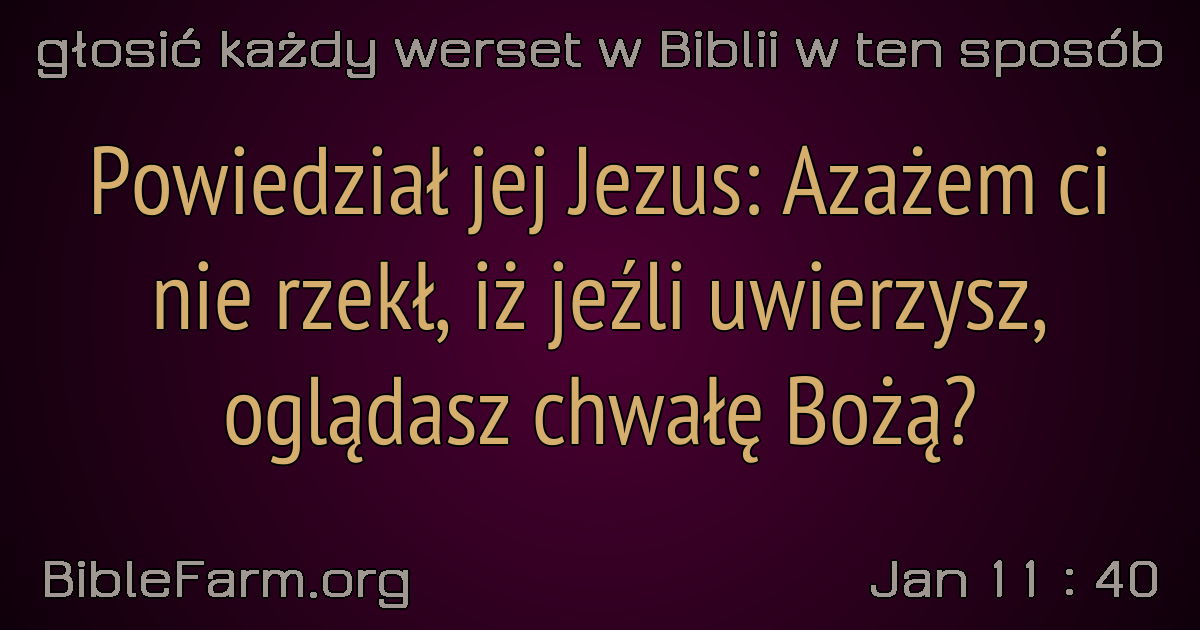 głosić każdy werset w Biblii w ten sposób
Powiedział jej Jezus: Azażem ci
nie rzekł, iż jeźli uwierzysz,
oglądasz chwałę Bożą?
BibleFarm.org
Jan 11 : 40